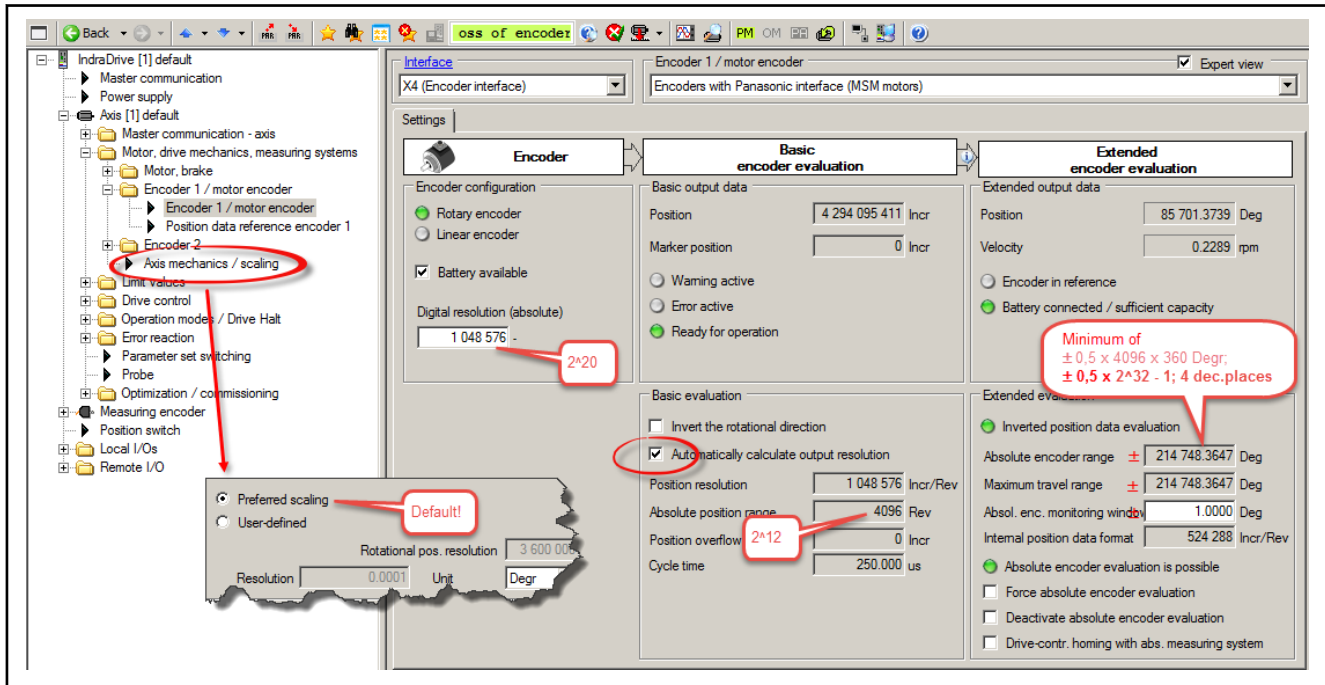 Back
PAR.
PAR.
oss of encoder
PM
OM
IndraDrive [1] default
Master communication
Power supply
Axis [1] default
Master communication - axis
Motor, drive mechanics, measuring systems
Motor, brake
Encoder 1 / motor encoder
Encoder 1 / motor encoder
Position data reference encoder 1
Encoder 2
Axis mechanics / scaling
Limit values
Drive control
Operation modes / Drive Halt
Error reaction
Parameter set switching
Probe
Optimization / commissioning
Measuring encoder
Position switch
Local I/Os
Remote I/O
Preferred scaling
Default!
User-defined
Rotational pos. resolution 3 600 000
Resolution 0.0001 Unit Degr
Interface
X4 (Encoder interface)
Encoder 1 / motor encoder
Expert view
Encoders with Panasonic interface (MSM motors)
Settings
Encoder
Encoder configuration
Rotary encoder
Linear encoder
Battery available
Digital resolution (absolute)
1 048 576 -
2^20
Basic
encoder evaluation
Basic output data
Position 4 294 095 411 Incr
Marker position 0 Incr
Warning active
Error active
Ready for operation
Basic evaluation
Invert the rotational direction
Automatically calculate output resolution
Position resolution 1 048 576 Incr/Rev
Absolute position range 4096 Rev
Position overflow 0 Incr
2^12
Cycle time 250.000 us
Extended
encoder evaluation
Extended output data
Position 85 701.3739 Deg
Velocity 0.2289 rpm
Encoder in reference
Battery connected / sufficient capacity
Minimum of
± 0,5 x 4096 x 360 Degr;
± 0,5 x 2^32 - 1; 4 dec.places
Extended evaluation
Inverted position data evaluation
Absolute encoder range ± 214 748.3647 Deg
Maximum travel range ± 214 748.3647 Deg
Absol. enc. monitoring window ± 1.0000 Deg
Internal position data format 524 288 Incr/Rev
Absolute encoder evaluation is possible
Force absolute encoder evaluation
Deactivate absolute encoder evaluation
Drive-contr. homing with abs. measuring system